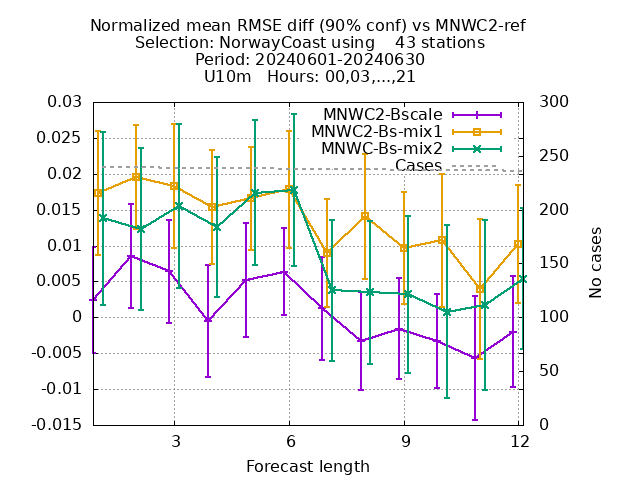 Normalized mean RMSE diff (90% conf) vs MNWC2-ref
Selection: NorwayCoast using    43 stations
Period: 20240601-20240630
U10m   Hours: 00,03,...,21
0.03
0.025
0.02
0.015
0.01
0.005
0
-0.005
-0.01
-0.015
300
250
200
150
100
50
0
MNWC2-Bscale
MNWC2-Bs-mix1
MNWC-Bs-mix2
Cases
No cases
3
6
9
12
Forecast length